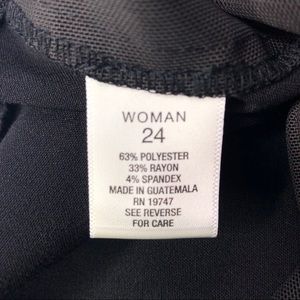 WOMAN
24
63% POLYESTER
33% RAYON
4% SPANDEX
MADE IN GUATEMALA
RN 19747
SEE REVERSE
FOR CARE